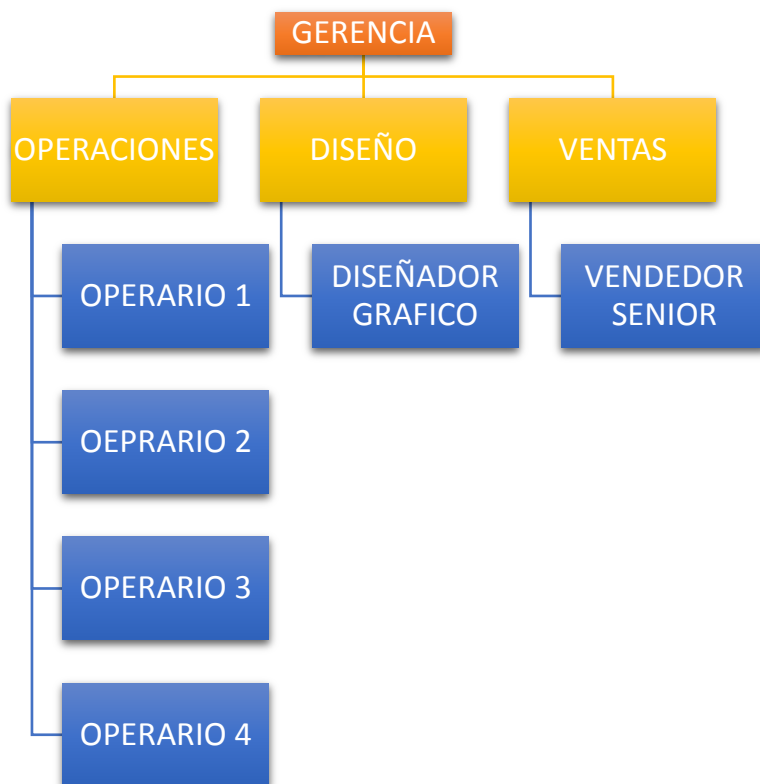 GERENCIA
OPERACIONES
DISEÑO
VENTAS
OPERARIO 1
DISEÑADOR
GRAFICO
VENDEDOR
SENIOR
OEPRARIO 2
OPERARIO 3
OPERARIO 4